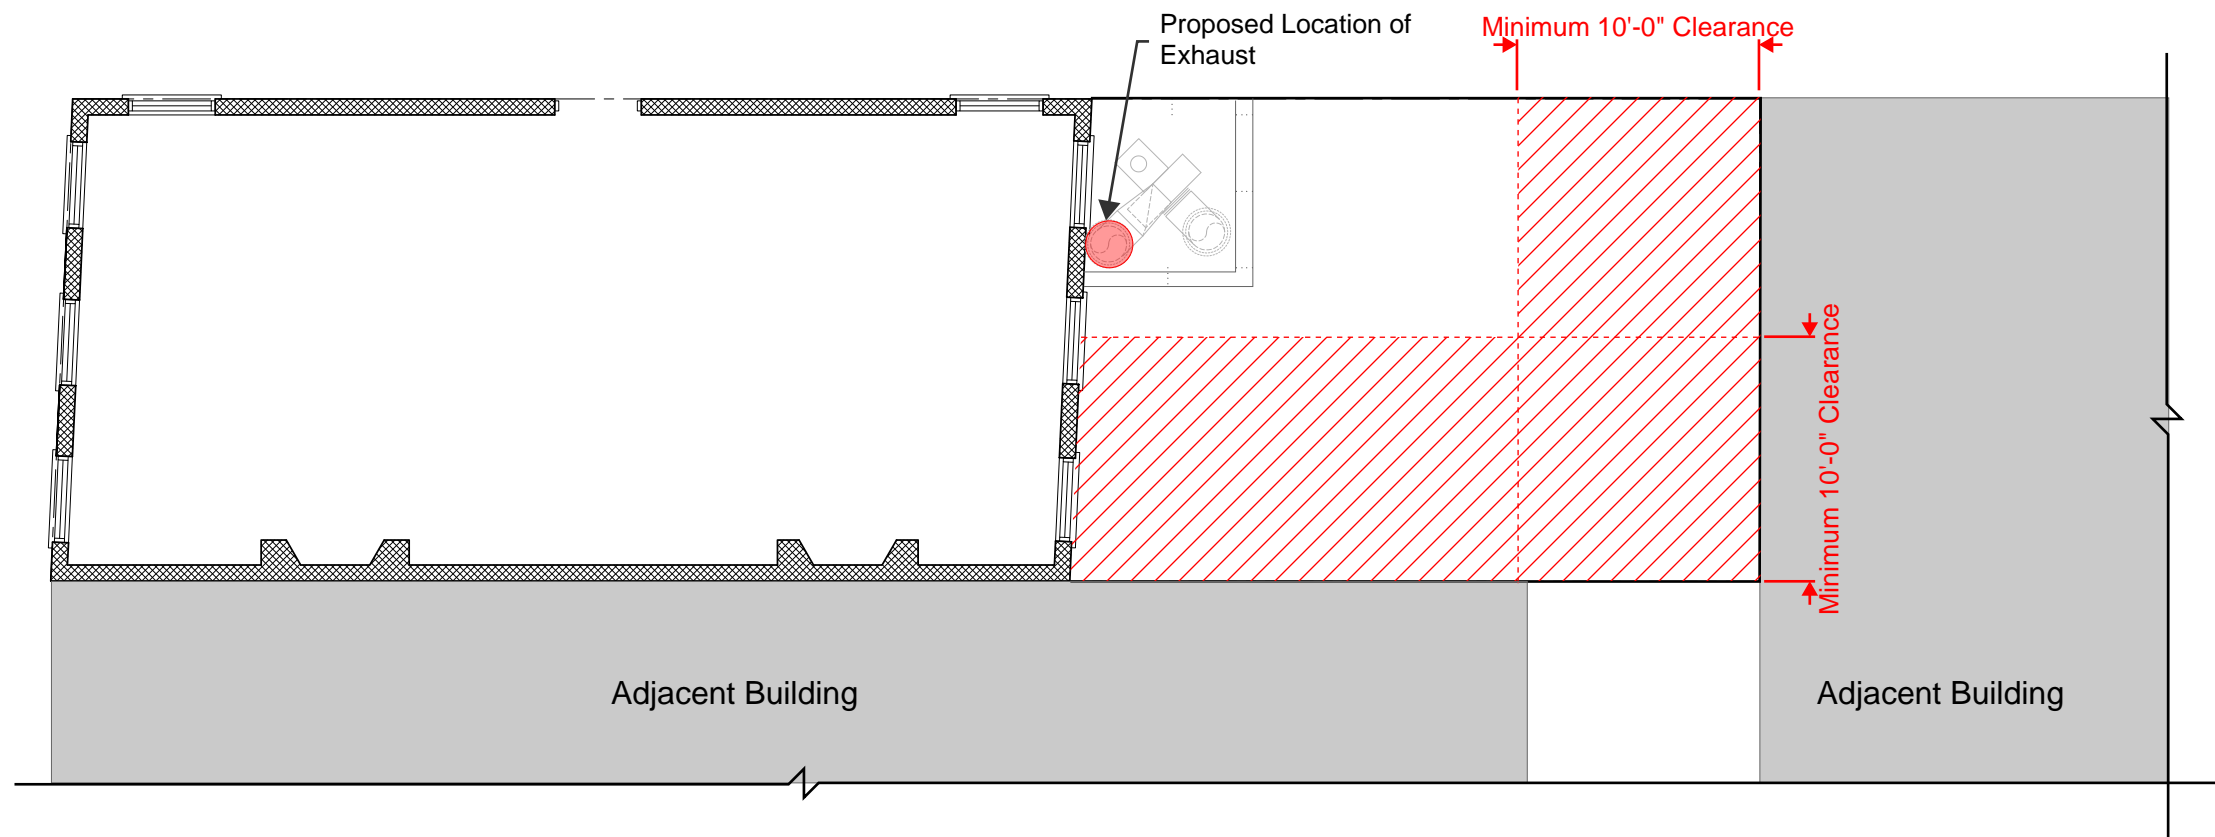 Proposed Location of
Exhaust
Minimum 10'-0" Clearance
Minimum 10'-0" Clearance
Adjacent Building
Adjacent Building